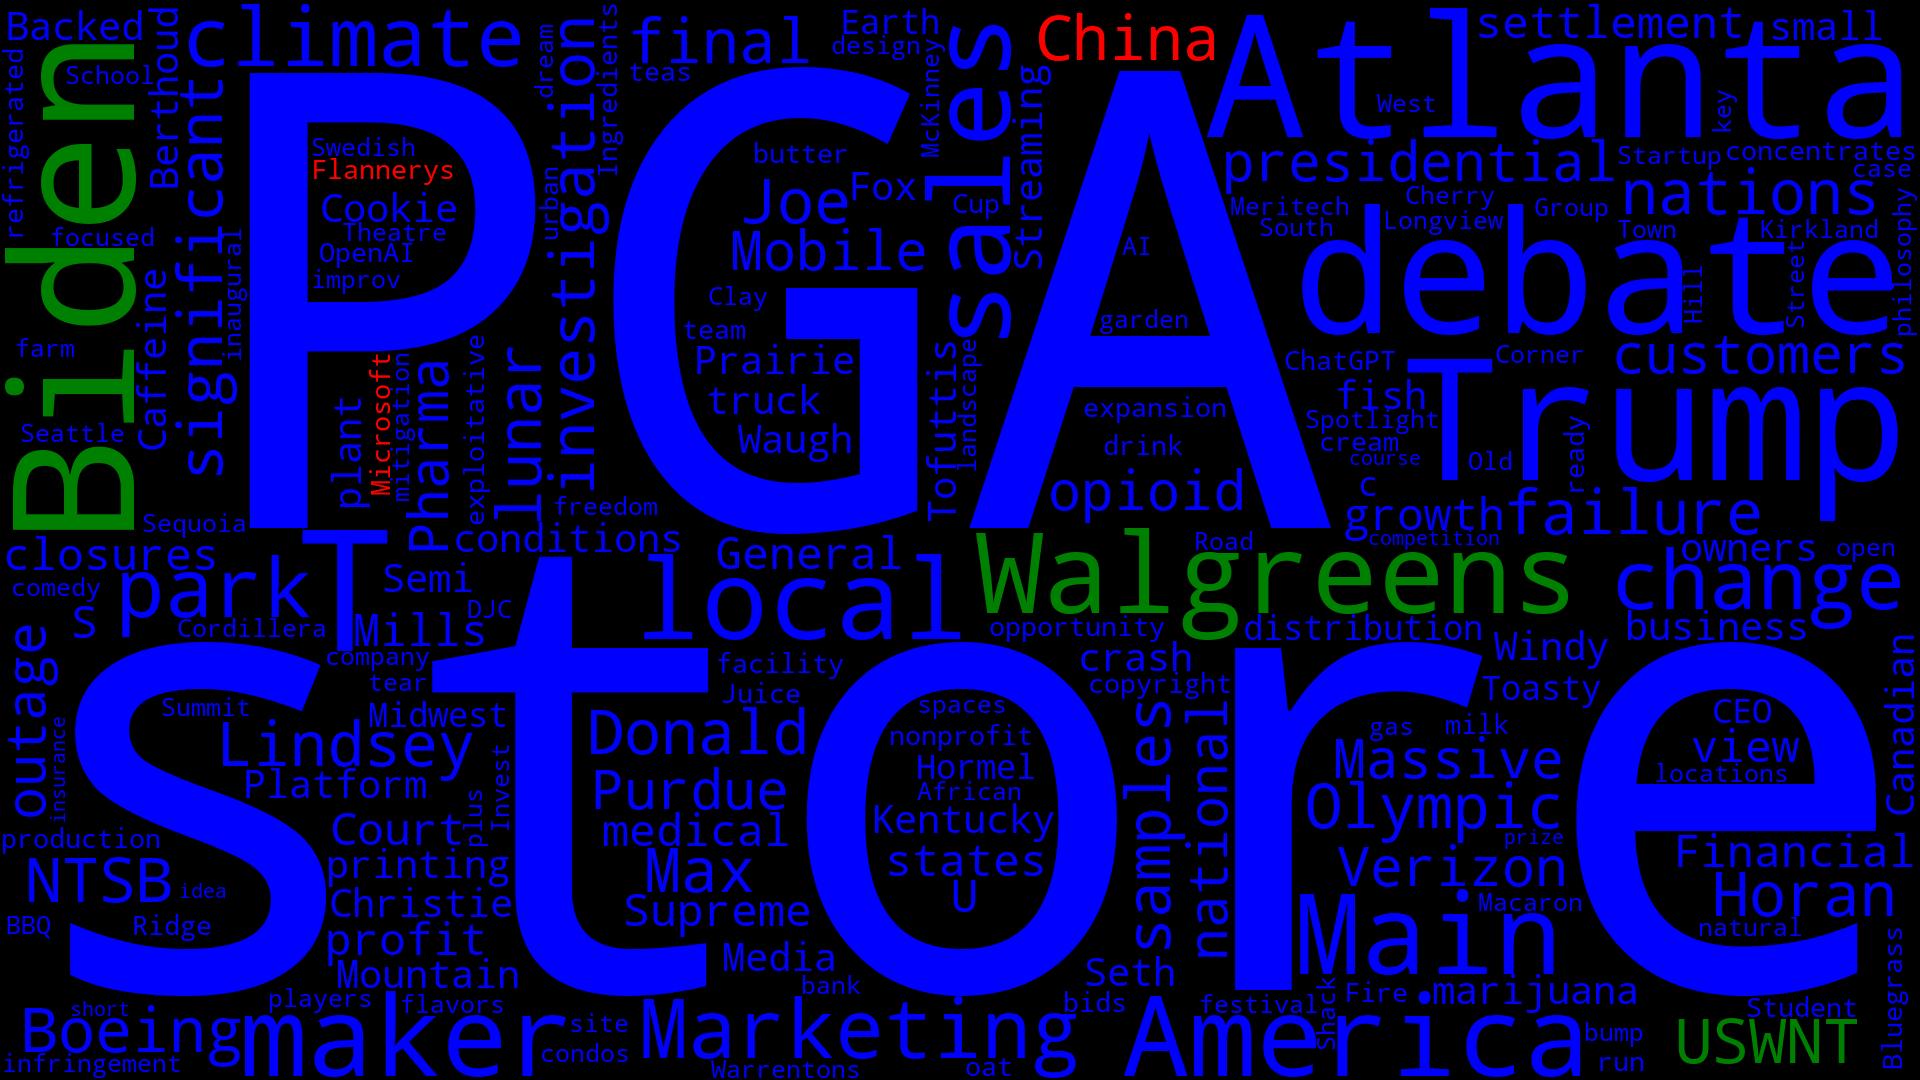 Backed
climate
final
Earth
design
China
Atlanta
settlement
small
School
Biden
refrigerated
Berthoud
significant
dream
investigation
Ingredients
teas
McKinney
sales
Streaming
West
key
PGA
Swedish
Flannerys
Cookie
Theatre
OpenAI
improv
urban
butter
Joe
Fox
Mobile
Cup
Clay
team
Prairie
truck
Waugh
AI
garden
expansion
drink
opioid
presidential
Startup
concentrates
case
nations
Meritech
Cherry
South
Longview
Group
Town
Kirkland
Street
Hill
philosophy
debate
focused
inaugural
Caffeine
farm
Seattle
Sequoia
plant
Microsoft
mitigation
Pharma
exploitative
lunar
freedom
Tofuttis
landscape
ChatGPT
Corner
customers
fish
Spotlight
cream
course
Trump
Old
ready
c
growth
failure
competition
closures
conditions
General
Walgreens
Road
owners
open
change
comedy
park
T
Semi
S
Cordillera
Mills
DJC
local
opportunity
distribution
business
Windy
company
tear
facility
Juice
crash
copyright
Toasty
Canadian
outage
insurance
store
Summit
Lindsey
Platform
Midwest
Invest
plus
Donald
Purdue
medical
Max
Supreme
spaces
nonprofit
Hormel
African
Kentucky
states
U
samples
national
gas
milk
Massive
Olympic
prize
Verizon
Macaron
Main
CEO
view
locations
Financial
Horan
natural
production
NTSB
idea
BBQ
Ridge
Court
printing
Christie
profit
Mountain
Media
bank
Seth
bids
players
flavors
short
Boeing
infringement
maker
site
condos
Marketing
Warrentons
oat
America
festival
Shack
Fire
marijuana
bump
run
Student
USWNT
Bluegrass